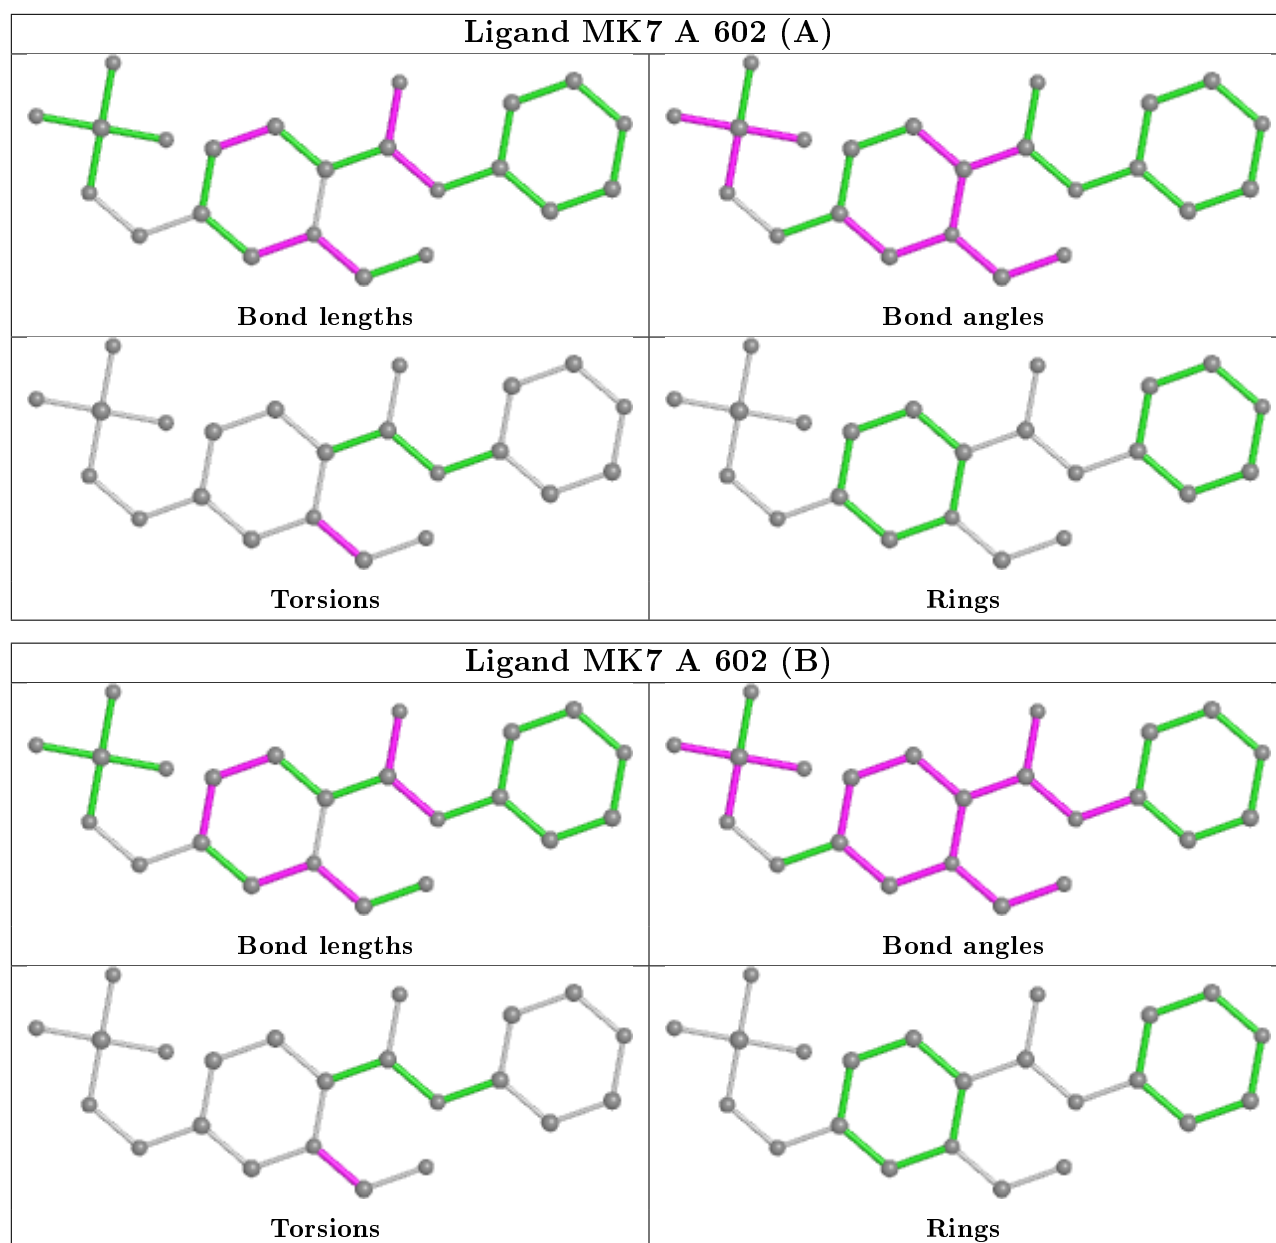 Ligand MK7 A 602 (A)
Bond lengths
Bond angles
Torsions
Rings
Ligand MK7 A 602 (B)
Bond lengths
Bond angles
Torsions
Rings